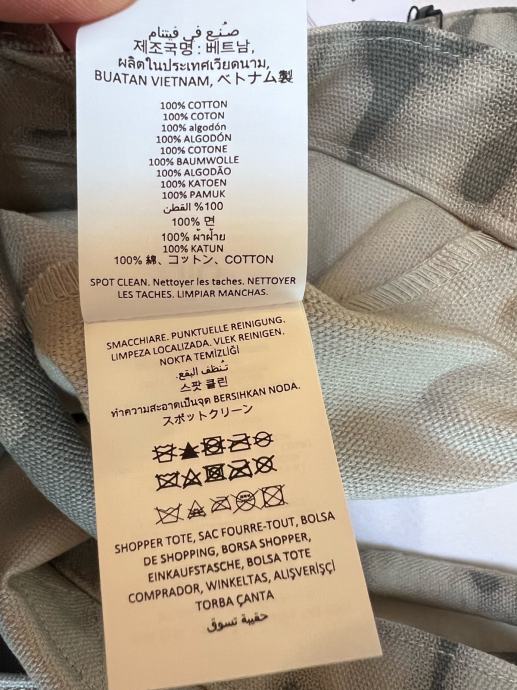 صُنع في فيتنام
제조국명 : 베트남,
ผลิตในประเทศเวียดนาม,
BUATAN VIETNAM, ベトナム製
100% COTTON
100% COTON
100% algodón
100% ALGODÓN
100% COTONE
100% BAUMWOLLE
100% ALGODÃO
100% KATOEN
100% PAMUK
100% القطن
100% 면
100% ผ้าฝ้าย
100% KATUN
100% 綿、コットン、COTTON
SPOT CLEAN. Nettoyer les taches. NETTOYER
LES TACHES. LIMPIAR MANCHAS.
SMACCHIARE. PUNKTUELLE REINIGUNG.
LIMPEZA LOCALIZADA. VLEK REINIGEN.
NOKTA TEMİZLİĞİ
تُنظف البقع.
스팟 클린
ทำความสะอาดเป็นจุด BERSIHKAN NODA.
スポットクリーン
SHOPPER TOTE, SAC FOURRE-TOUT, BOLSA
DE SHOPPING, BORSA SHOPPER,
EINKAUFSTASCHE, BOLSA TOTE
COMPRADOR, WINKELTAS, ALIŞVERİŞÇİ
TORBA ÇANTA
حقيبة تسوق